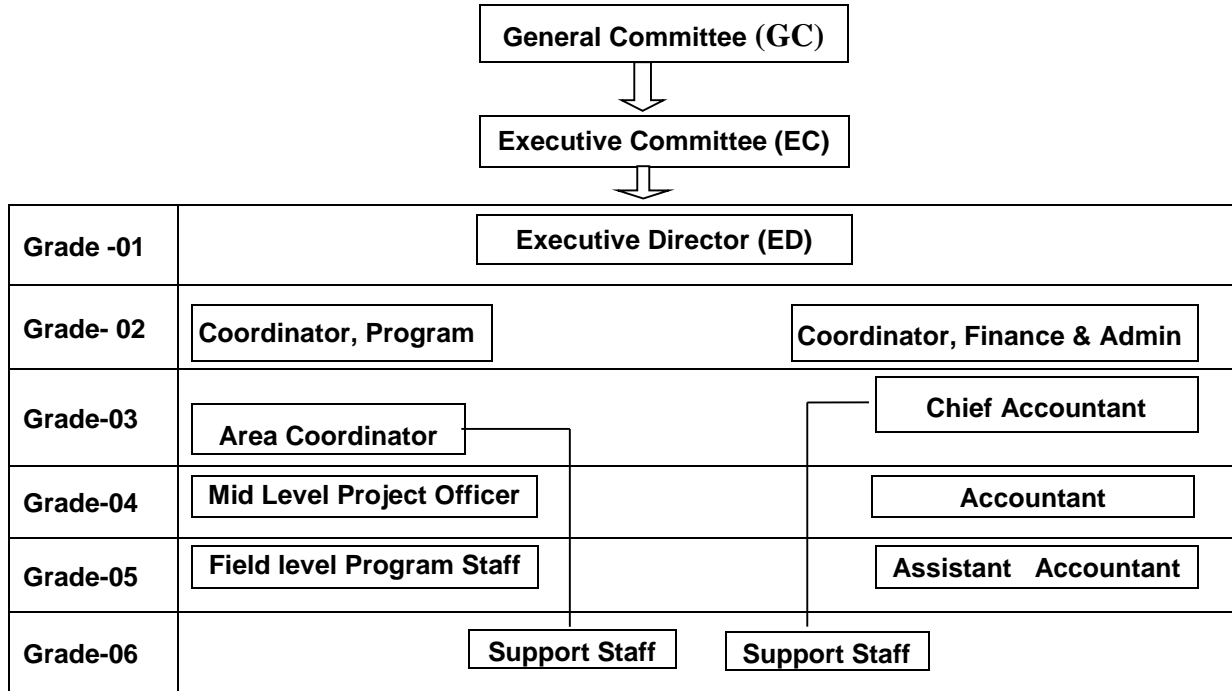 General Committee (GC)
Executive Committee (EC)
Grade -01
Executive Director (ED)
Grade- 02
Coordinator, Program
Coordinator, Finance & Admin
Grade-03
Area Coordinator
Chief Accountant
Grade-04
Mid Level Project Officer
Accountant
Grade-05
Field level Program Staff
Assistant Accountant
Grade-06
Support Staff
Support Staff